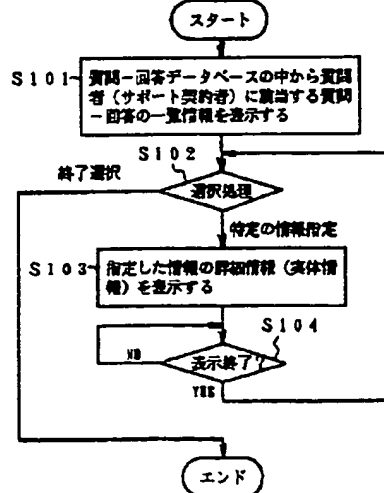 スタート
S101
質問－回答データベースの中から質問
者（サポート契約者）に該当する質問
－回答の一覧情報を表示する
S102
終了選択
選択処理
特定の情報指定
S103
指定した情報の詳細情報（実体情
報）を表示する
S104
表示終了？
NO
YES
エンド